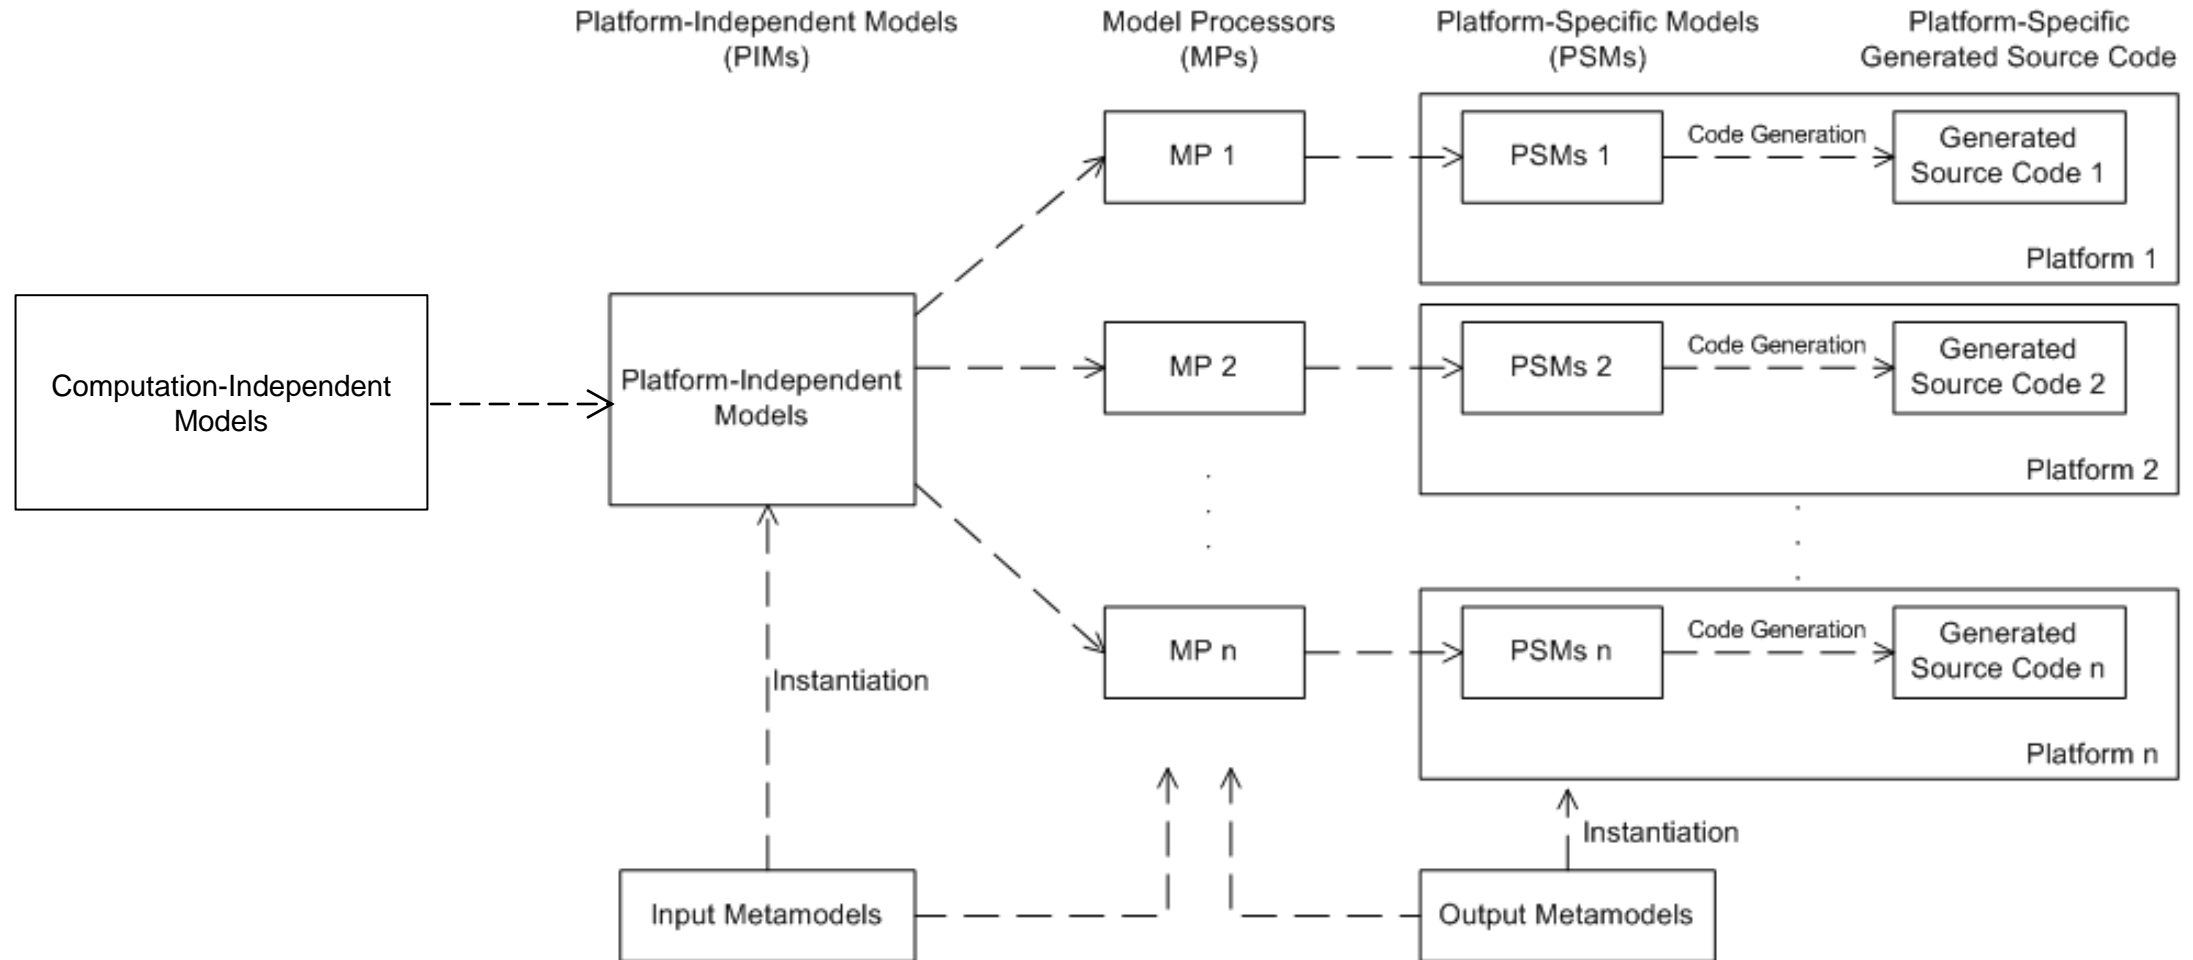 Platform-Independent Models
(PIMs)
Model Processors
(MPs)
Platform-Specific Models
(PSMs)
Platform-Specific
Generated Source Code
MP 1
PSMs 1
Code Generation
Generated
Source Code 1
Platform 1
Computation-Independent
Models
Platform-Independent
Models
MP 2
PSMs 2
Code Generation
Generated
Source Code 2
Platform 2
MP n
PSMs n
Code Generation
Generated
Source Code n
Platform n
Instantiation
Instantiation
Input Metamodels
Output Metamodels